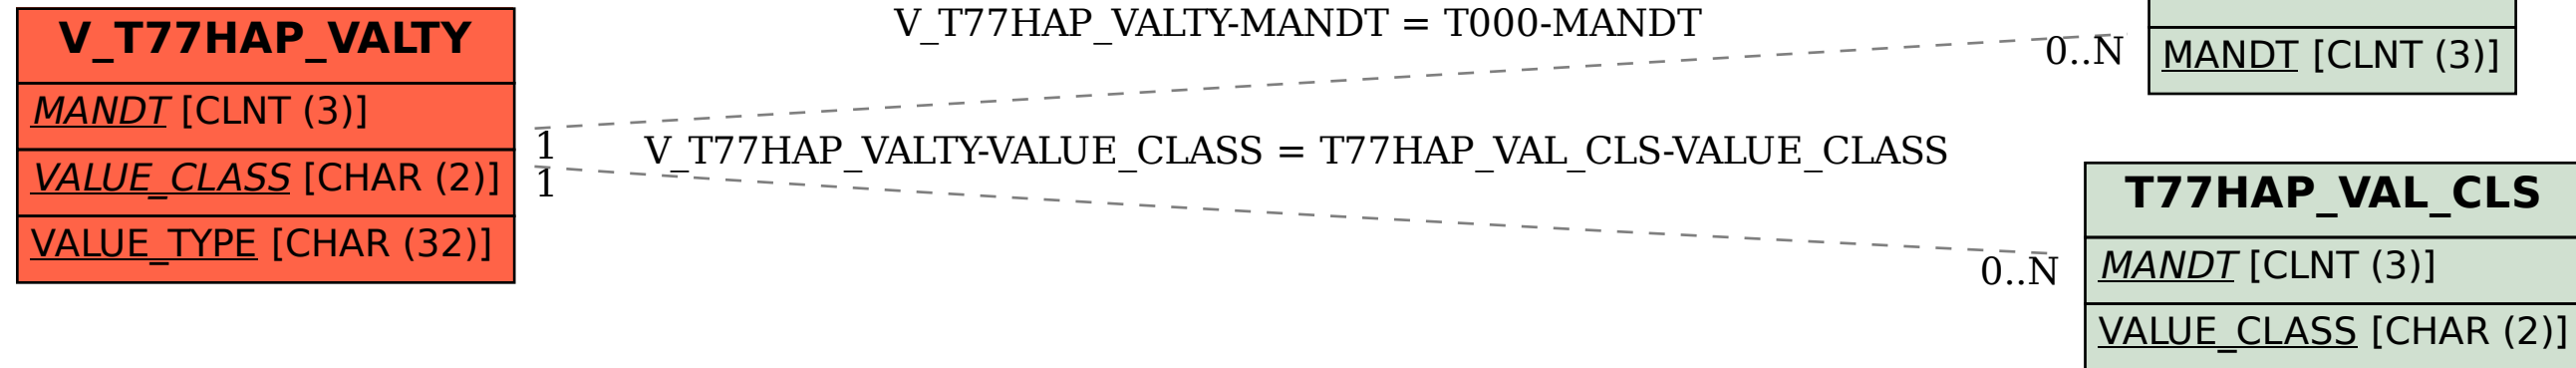 V_T77HAP_VALTY
MANDT [CLNT (3)]
VALUE_CLASS [CHAR (2)]
VALUE_TYPE [CHAR (32)]
V_T77HAP_VALTY-MANDT = T000-MANDT
1
0..N
V_T77HAP_VALTY-VALUE_CLASS = T77HAP_VAL_CLS-VALUE_CLASS
1
0..N
MANDT [CLNT (3)]
T77HAP_VAL_CLS
MANDT [CLNT (3)]
VALUE_CLASS [CHAR (2)]